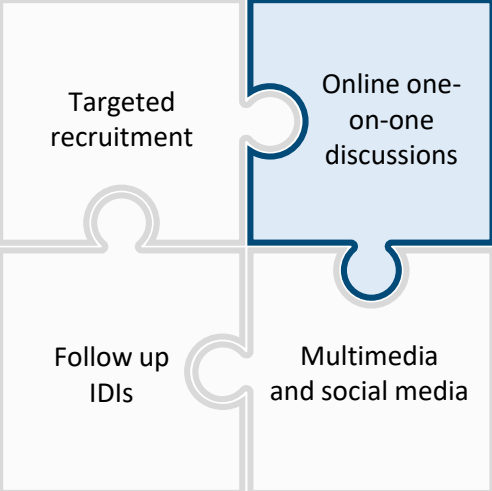 Targeted
recruitment
Online one-
on-one
discussions
Follow up
IDIs
Multimedia
and social media